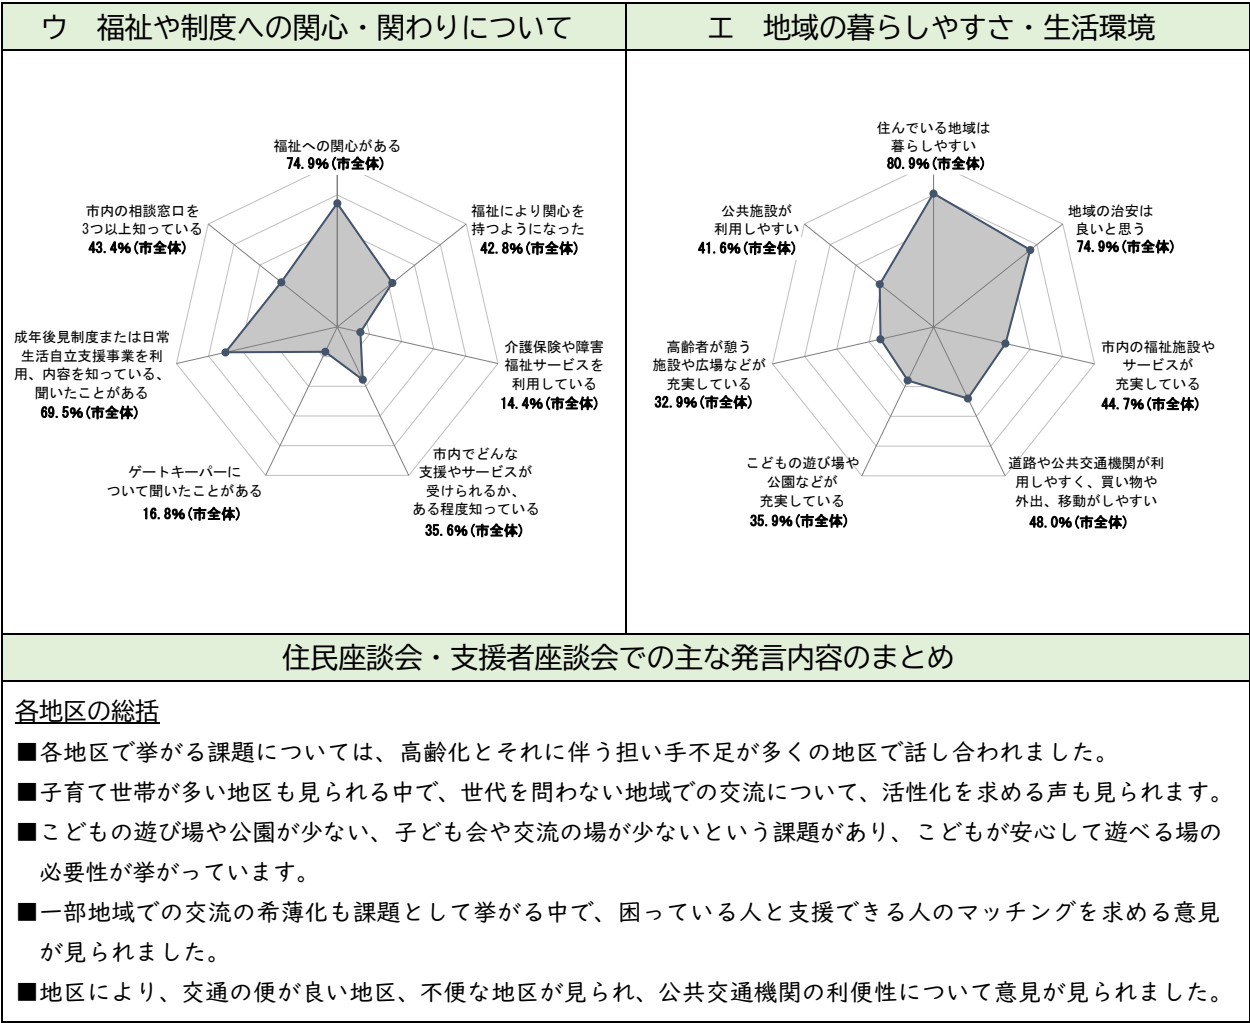 ウ　福祉や制度への関心・関わりについて
エ　地域の暮らしやすさ・生活環境
福祉への関心がある
74.9%(市全体)
福祉により関心を
持つようになった
42.8%(市全体)
介護保険や障害
福祉サービスを
利用している
14.4%(市全体)
市内でどんな
支援やサービスが
受けられるか、
ある程度知っている
35.6%(市全体)
ゲートキーパーに
ついて聞いたことがある
16.8%(市全体)
成年後見制度または日常
生活自立支援事業を利
用、内容を知っている、
聞いたことがある
69.5%(市全体)
市内の相談窓口を
3つ以上知っている
43.4%(市全体)
住んでいる地域は
暮らしやすい
80.9%(市全体)
地域の治安は
良いと思う
74.9%(市全体)
市内の福祉施設や
サービスが
充実している
44.7%(市全体)
道路や公共交通機関が利
用しやすく、買い物や
外出、移動がしやすい
48.0%(市全体)
こどもの遊び場や
公園などが
充実している
35.9%(市全体)
高齢者が憩う
施設や広場などが
充実している
32.9%(市全体)
公共施設が
利用しやすい
41.6%(市全体)
住民座談会・支援者座談会での主な発言内容のまとめ
各地区の総括
■各地区で挙がる課題については、高齢化とそれに伴う担い手不足が多くの地区で話し合われました。
■子育て世帯が多い地区も見られる中で、世代を問わない地域での交流について、活性化を求める声も見られます。
■こどもの遊び場や公園が少ない、子ども会や交流の場が少ないという課題があり、こどもが安心して遊べる場の
必要性が挙がっています。
■一部地域での交流の希薄化も課題として挙がる中で、困っている人と支援できる人のマッチングを求める意見
が見られました。
■地区により、交通の便が良い地区、不便な地区が見られ、公共交通機関の利便性について意見が見られました。